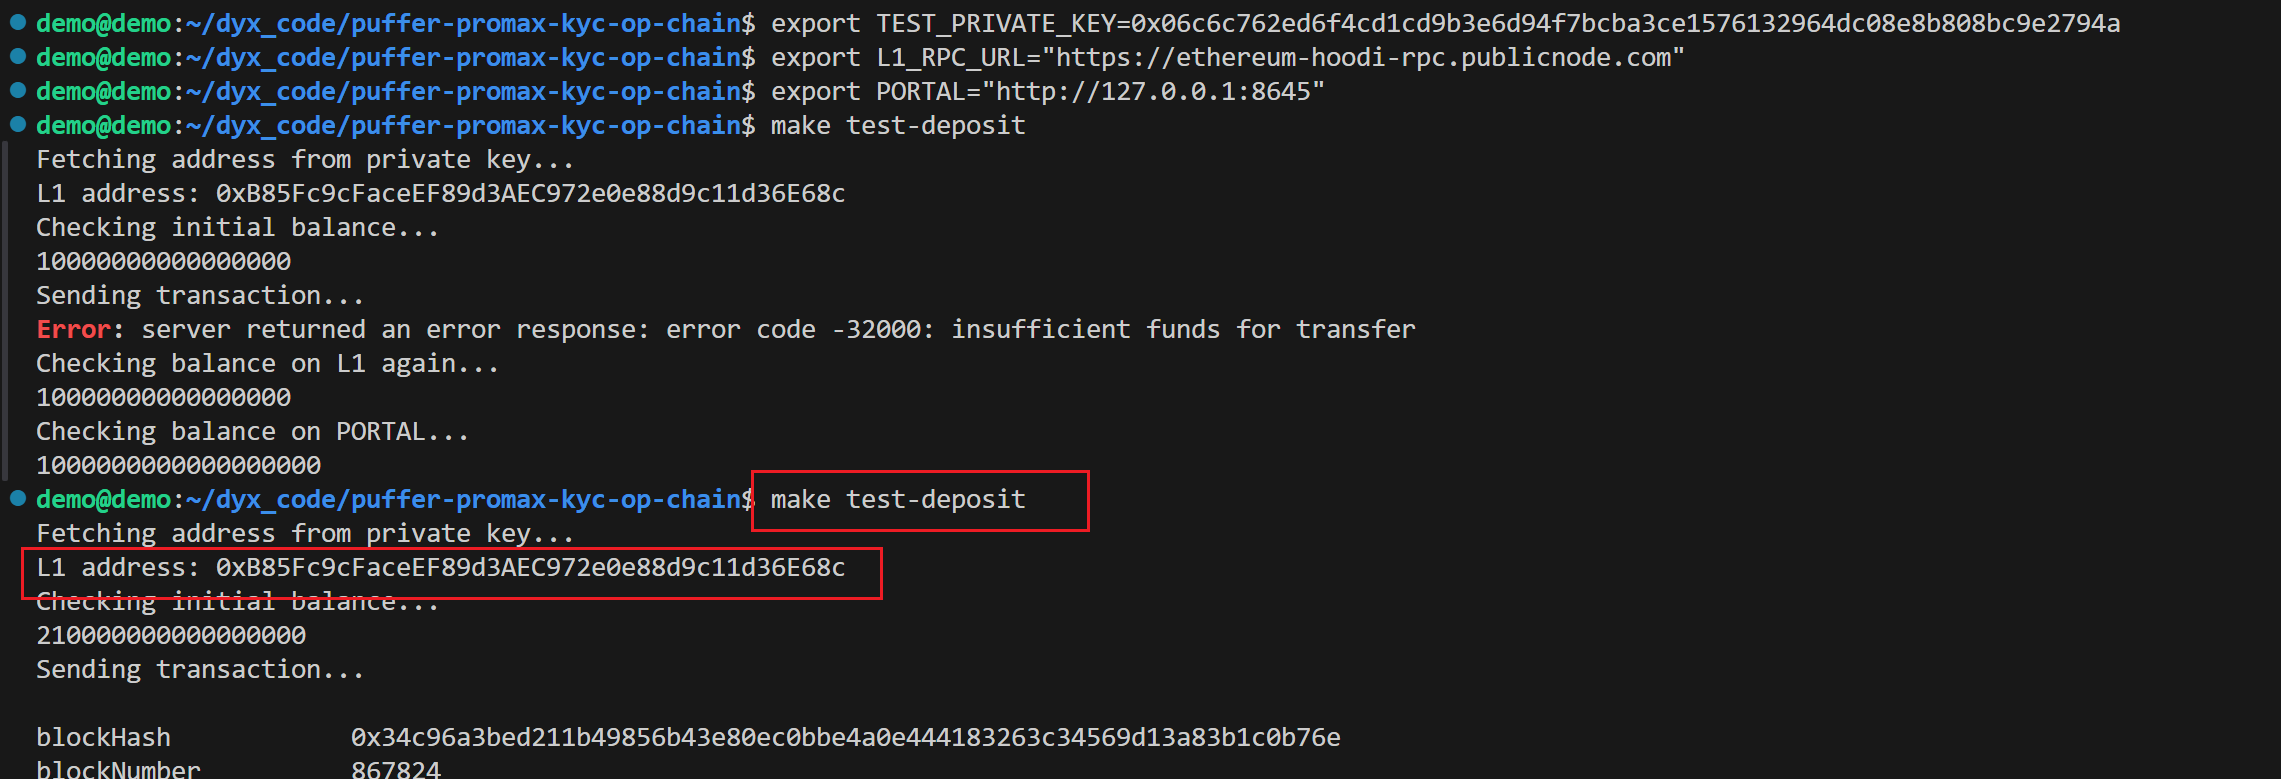 demo@demo:~/dyx_code/puffer-promax-kyc-op-chain$ export TEST_PRIVATE_KEY=0x06c6c762ed6f4cd1cd9b3e6d94f7bcba3ce1576132964dc08e8b808bc9e2794a
demo@demo:~/dyx_code/puffer-promax-kyc-op-chain$ export L1_RPC_URL="https://ethereum-hoodi-rpc.publicnode.com"
demo@demo:~/dyx_code/puffer-promax-kyc-op-chain$ export PORTAL="http://127.0.0.1:8645"
demo@demo:~/dyx_code/puffer-promax-kyc-op-chain$ make test-deposit
Fetching address from private key...
L1 address: 0xB85Fc9cFaceEF89d3AEC972e0e88d9c11d36E68c
Checking initial balance...
10000000000000000
Sending transaction...
Error: server returned an error response: error code -32000: insufficient funds for transfer
Checking balance on L1 again...
10000000000000000
Checking balance on PORTAL...
1000000000000000000
demo@demo:~/dyx_code/puffer-promax-kyc-op-chain$ make test-deposit
Fetching address from private key...
L1 address: 0xB85Fc9cFaceEF89d3AEC972e0e88d9c11d36E68c
Checking initial balance...
210000000000000000
Sending transaction...
blockHash 0x34c96a3bed211b49856b43e80ec0bbe4a0e444183263c34569d13a83b1c0b76e
blockNumber 867824